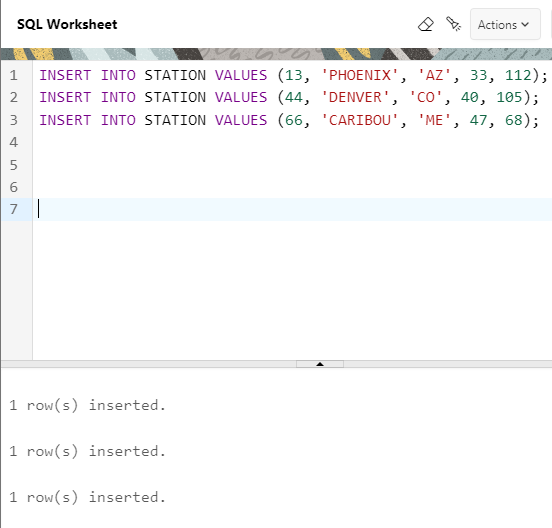 SQL Worksheet
Actions
1 INSERT INTO STATION VALUES (13, 'PHOENIX', 'AZ', 33, 112);
2 INSERT INTO STATION VALUES (44, 'DENVER', 'CO', 40, 105);
3 INSERT INTO STATION VALUES (66, 'CARIBOU', 'ME', 47, 68);
4
5
6
7
1 row(s) inserted.
1 row(s) inserted.
1 row(s) inserted.